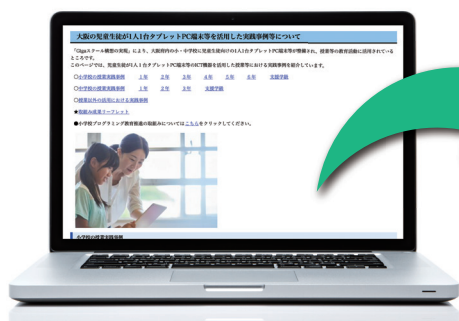 大阪の児童生徒が1人1台タブレットPC端末等を活用した実践事例等について
「Gigaスクール構想の実現」により、大阪府内の小・中学校に児童生徒向けの1人1台タブレットPC端末等が整備され、授業等の教育活動に活用されている
ところです。
このページでは、児童生徒が1人1台タブレットPC端末等のICT機器を活用した授業等における実践事例等を紹介しています。
○小学校の授業実践事例 1年 2年 3年 4年 5年 6年 支援学級
○中学校の授業実践事例 1年 2年 3年 支援学級
○授業以外の活用における実践事例
●小学校プログラミング教育推進の取組みについてはこちらをクリックしてください。
小学校の授業実践事例